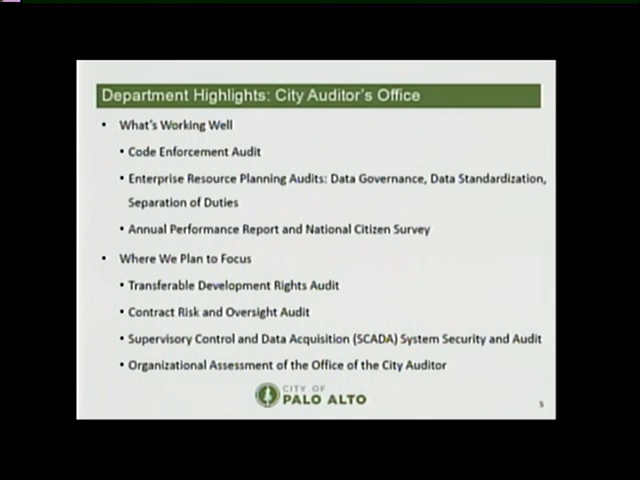 Department Highlights: City Auditor's Office
• What's Working Well
• Code Enforcement Audit
• Enterprise Resource Planning Audits: Data Governance, Data Standardization,
Separation of Duties
• Annual Performance Report and National Citizen Survey
• Where We Plan to Focus
• Transferable Development Rights Audit
• Contract Risk and Oversight Audit
• Supervisory Control and Data Acquisition (SCADA) System Security and Audit
• Organizational Assessment of the Office of the City Auditor
CITY OF
PALO ALTO
5